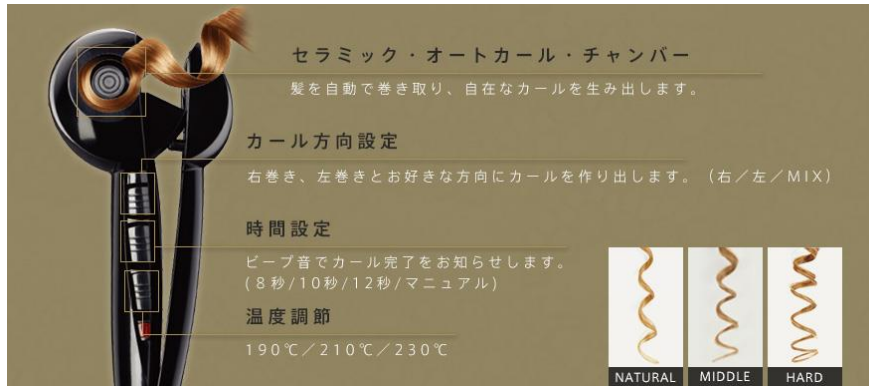 セラミック・オートカール・チャンバー
髪を自動で巻き取り、自在なカールを生み出します。
カール方向設定
右巻き、左巻きとお好きな方向にカールを作り出します。（右／左／MIX）
時間設定
ビープ音でカール完了をお知らせします。
(８秒/10秒/12秒/マニュアル)
温度調節
190℃／210℃／230℃
NATURAL
MIDDLE
HARD